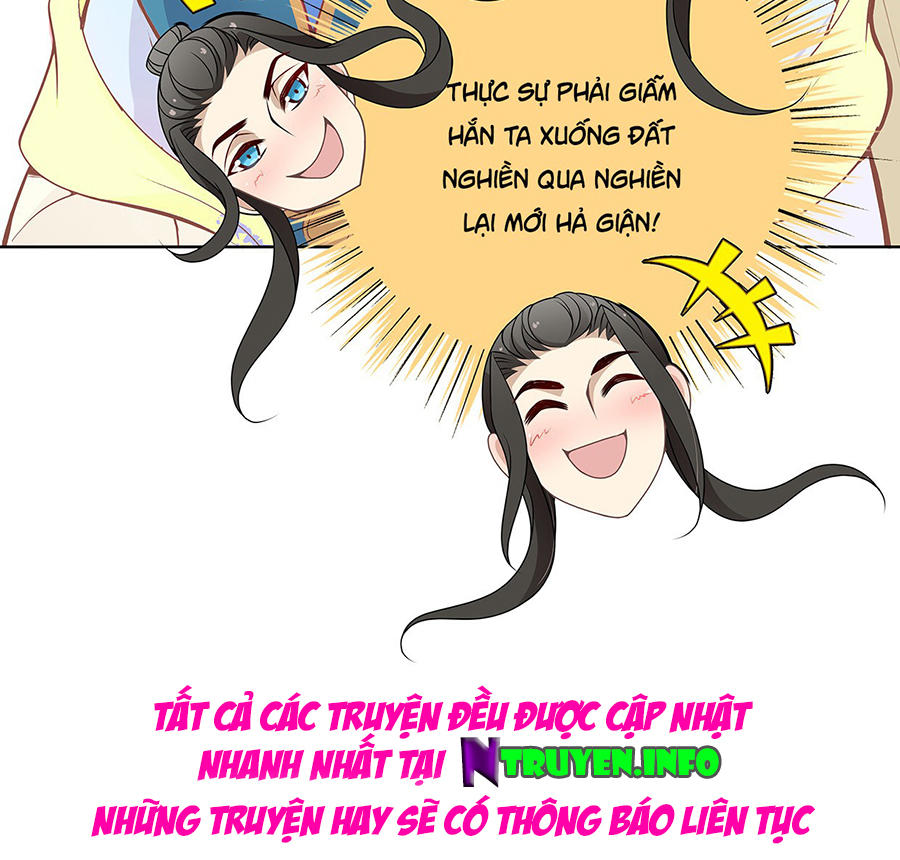 THỰC SỰ PHẢI GIẪM
HẮN TA XUỐNG ĐẤT
NGHIỀN QUA NGHIỀN
LẠI MỚI HẢ GIẬN!
TẤT CẢ CÁC TRUYỆN ĐỀU ĐƯỢC CẬP NHẬT
NHANH NHẤT TẠI NTRUYEN.INFO
NHỮNG TRUYỆN HAY SẼ CÓ THÔNG BÁO LIÊN TỤC